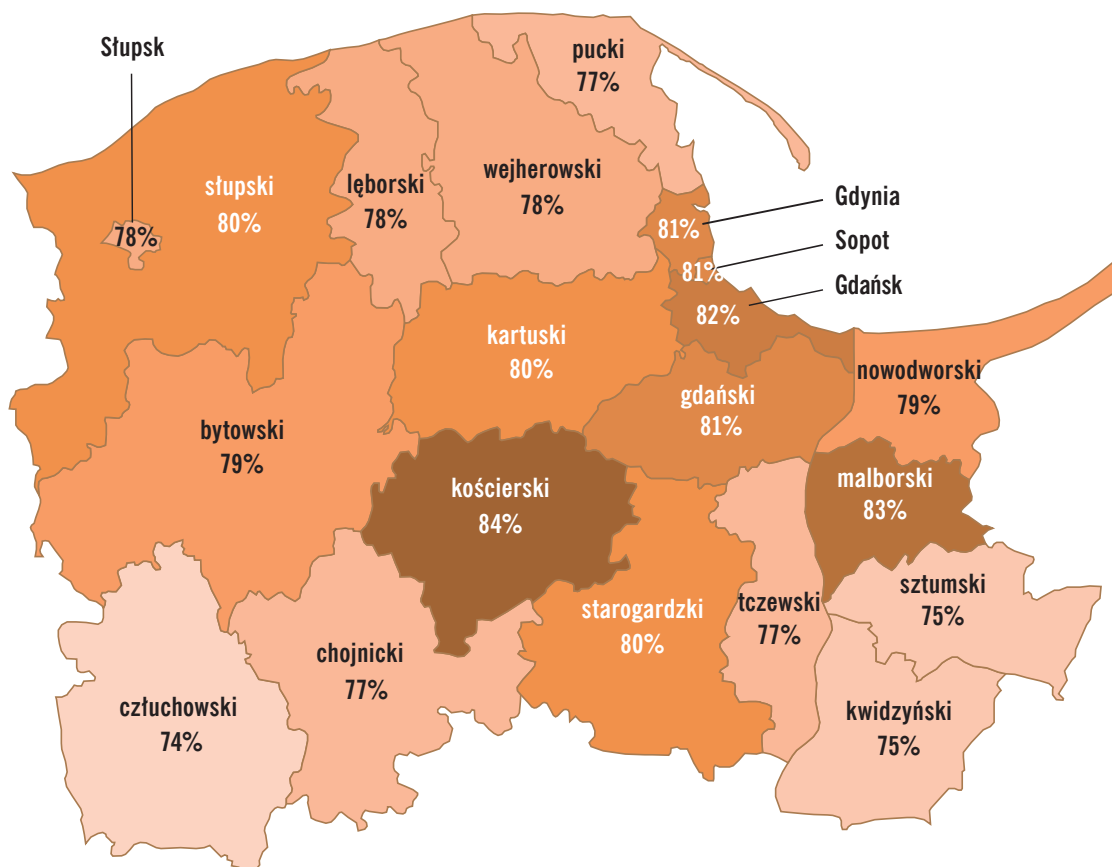 Słupsk
78%
słupski
80%
lęborski
78%
wejherowski
78%
pucki
77%
Gdynia
81%
Sopot
81%
Gdańsk
82%
kartuski
80%
gdański
81%
nowodworski
79%
bytowski
79%
kościerski
84%
malborski
83%
sztumski
75%
starogardzki
80%
tczewski
77%
chojnicki
77%
człuchowski
74%
kwidzyński
75%